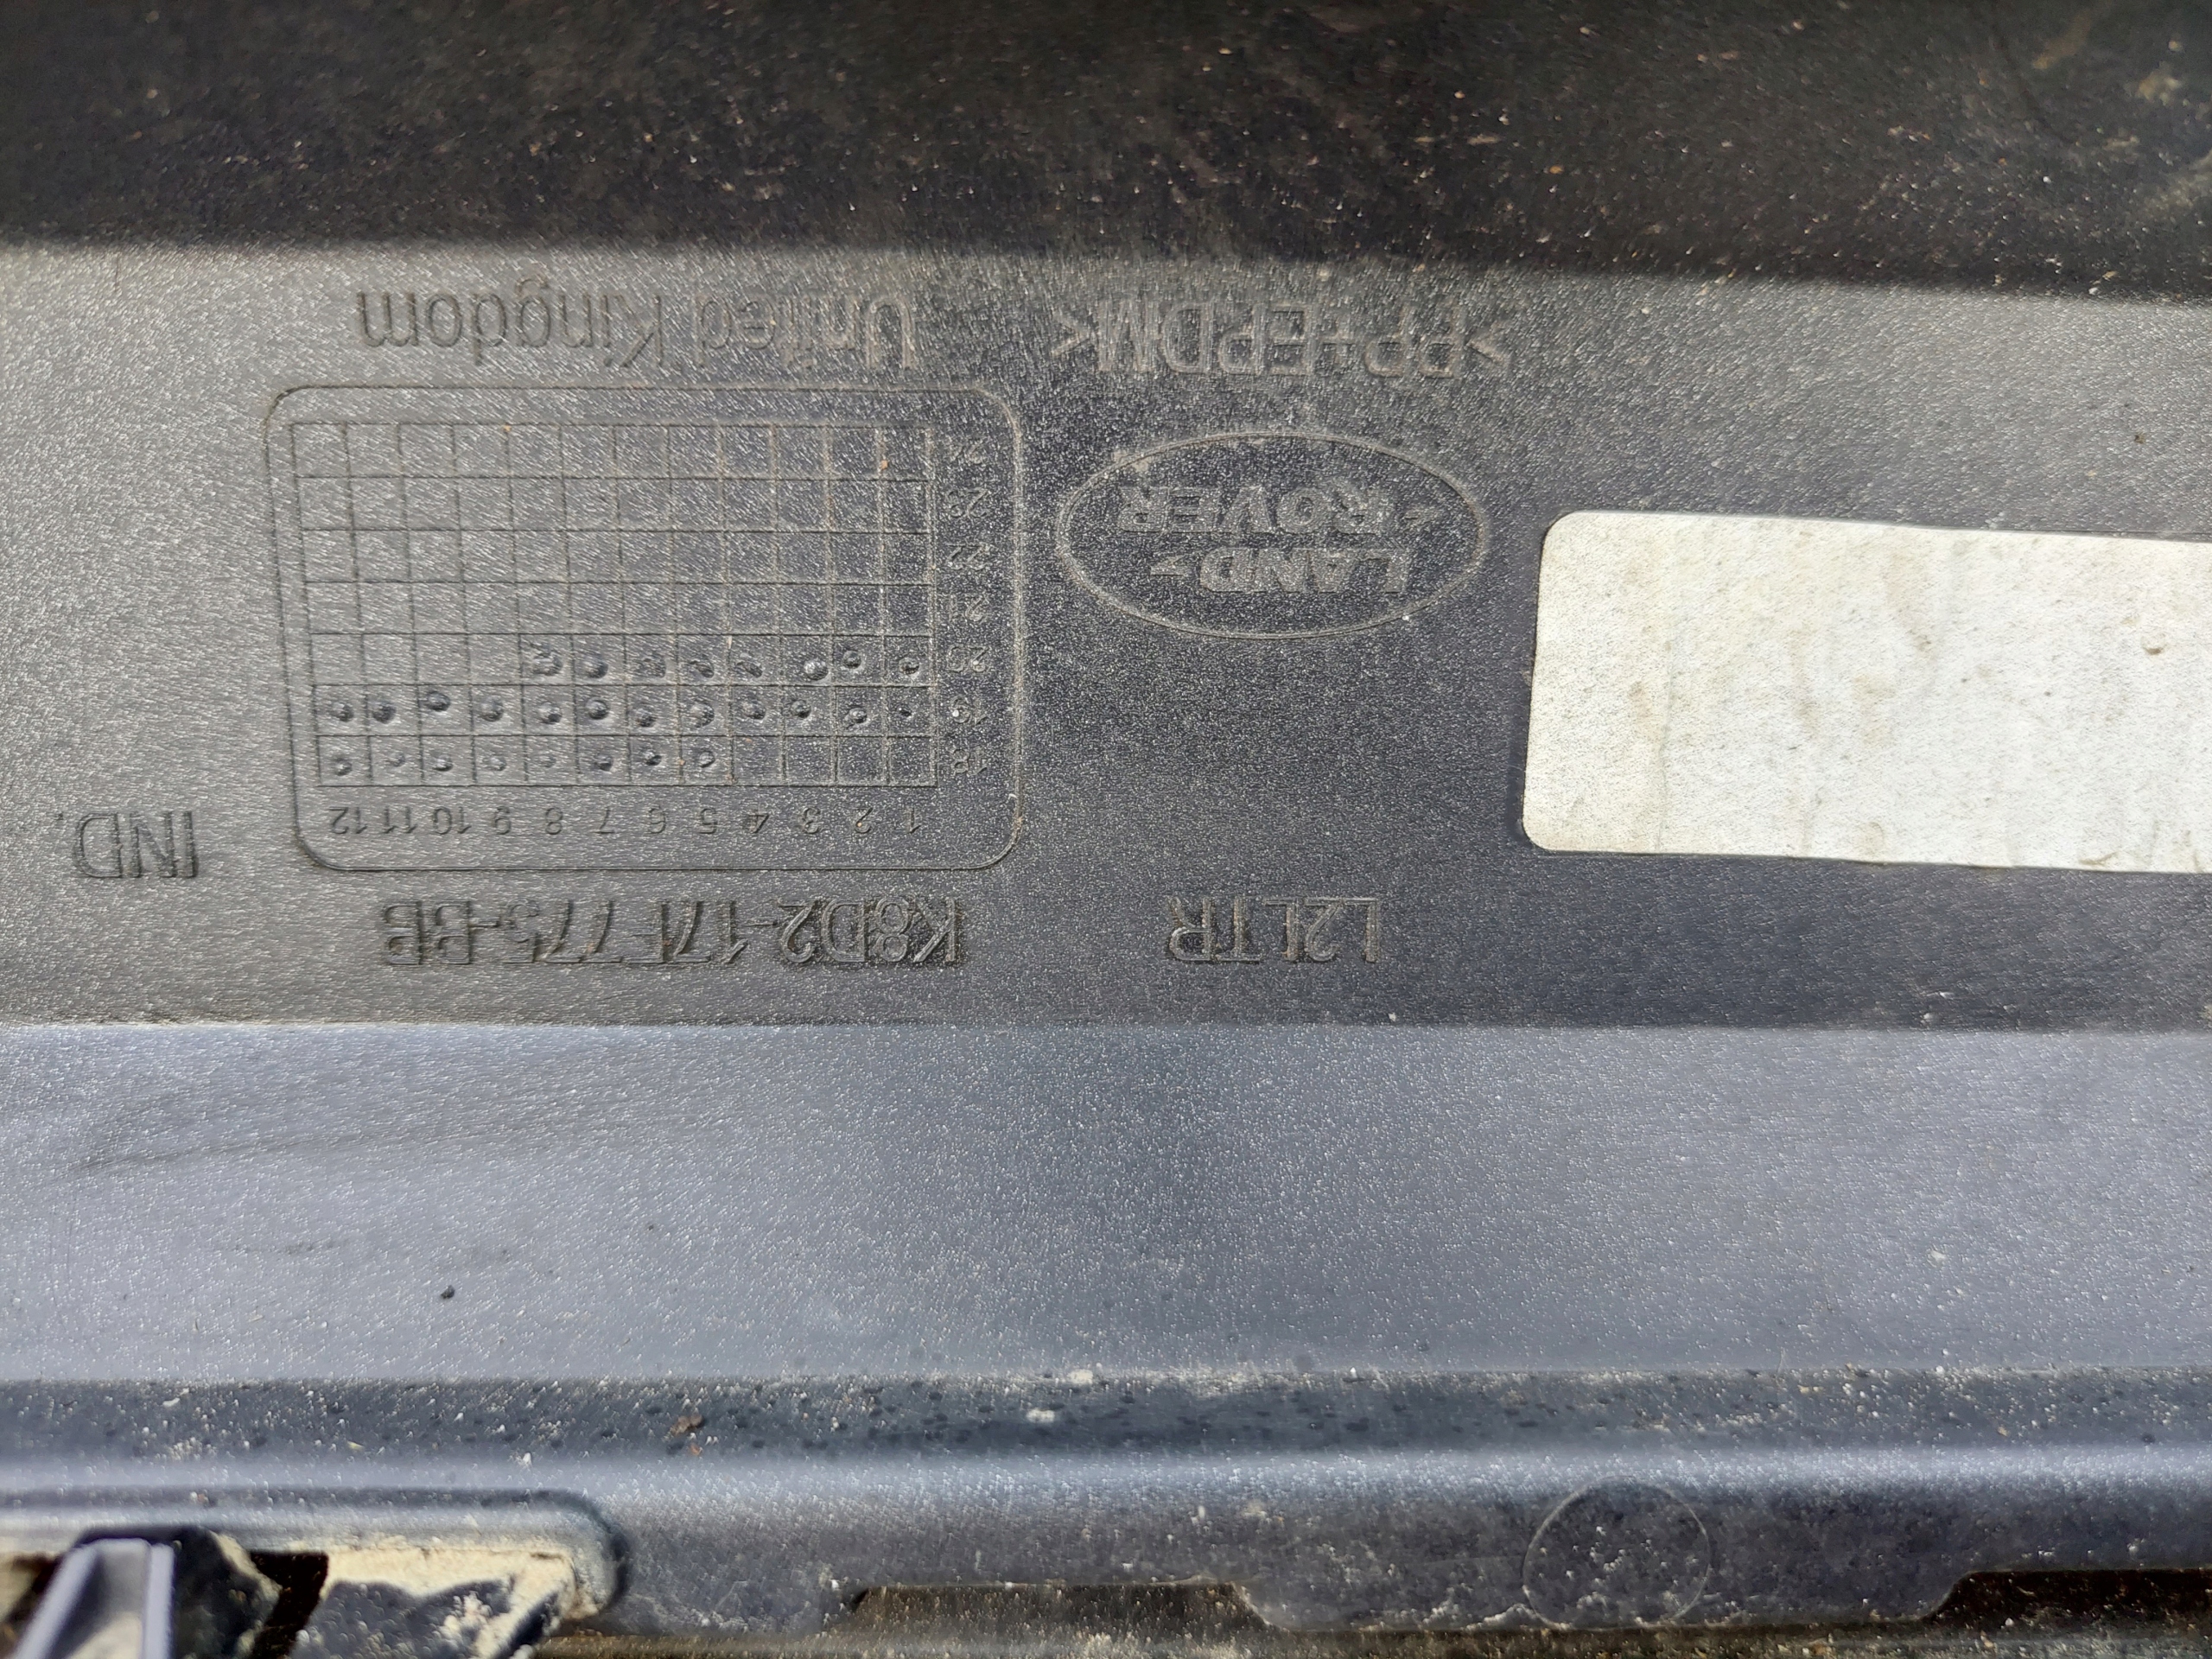 L2LTR
K8D2-17F775-BB
1 2 3 4 5 6 7 8 9 10 11 12
IND.
18
19
20
21
22
23
24
LAND
ROVER
>PP+EPDM<
United Kingdom